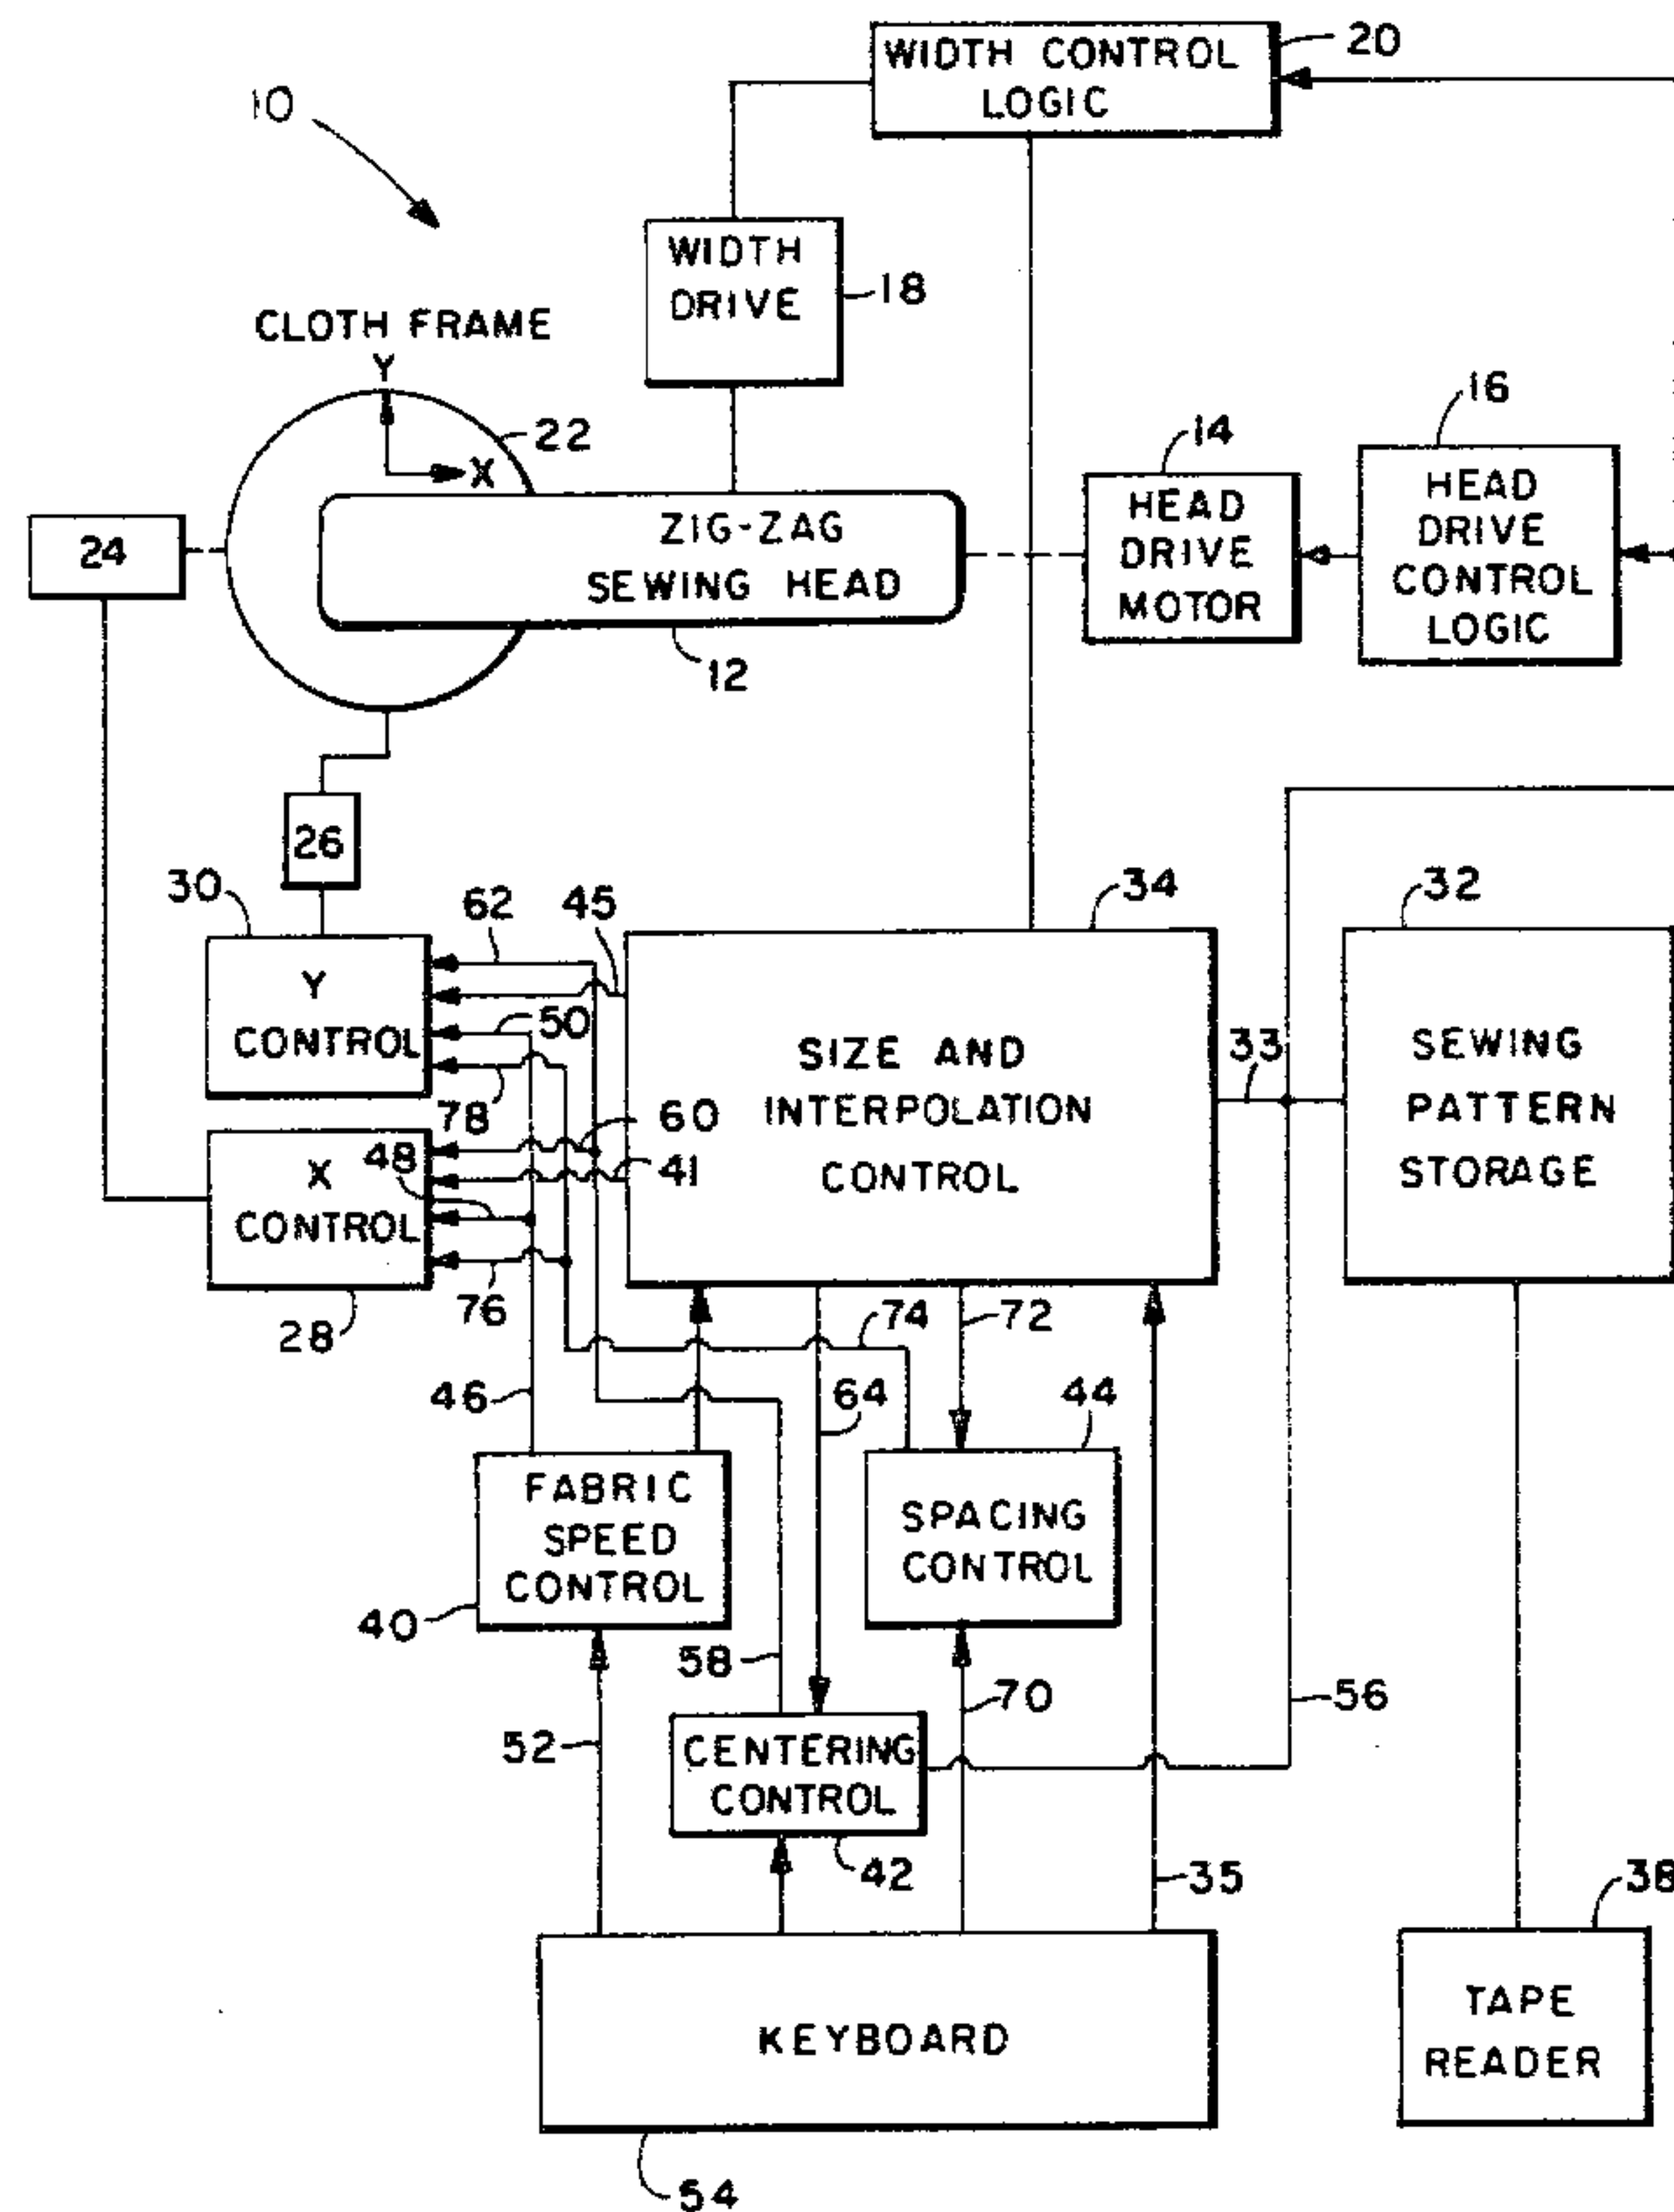 WIDTH CONTROL
LOGIC
20
10
WIDTH
DRIVE
18
CLOTH FRAME
Y
X
22
16
14
HEAD
DRIVE
CONTROL
LOGIC
HEAD
DRIVE
MOTOR
24
ZIG-ZAG
SEWING HEAD
12
26
30
62
45
34
32
Y
CONTROL
50
78
SIZE AND
INTERPOLATION
CONTROL
33
SEWING
PATTERN
STORAGE
60
48
41
X
CONTROL
76
28
74
72
46
64
44
FABRIC
SPEED
CONTROL
40
SPACING
CONTROL
58
70
56
52
CENTERING
CONTROL
42
35
38
KEYBOARD
TAPE
READER
54